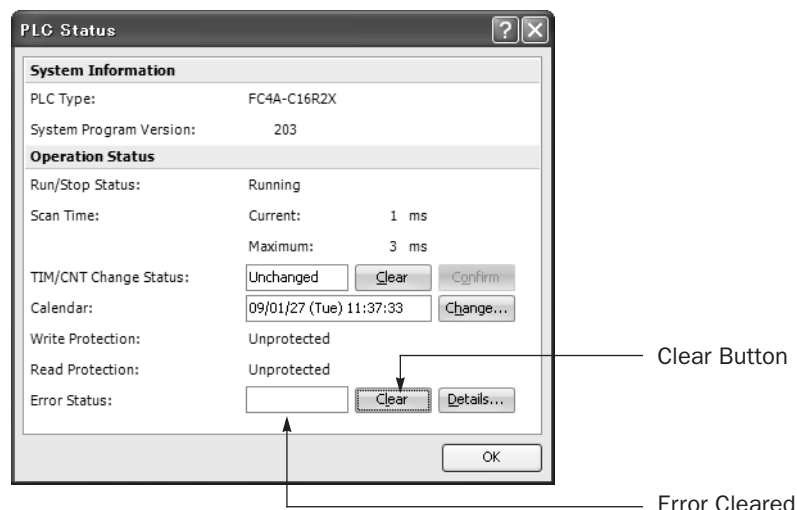 PLC Status
System Information
PLC Type: FC4A-C16R2X
System Program Version: 203
Operation Status
Run/Stop Status: Running
Scan Time: Current: 1 ms
Maximum: 3 ms
TIM/CNT Change Status: Unchanged Clear Confirm
Calendar: 09/01/27 (Tue) 11:37:33 Change...
Write Protection: Unprotected
Clear Button
Read Protection: Unprotected
Error Status: Clear Details...
OK
Error Cleared